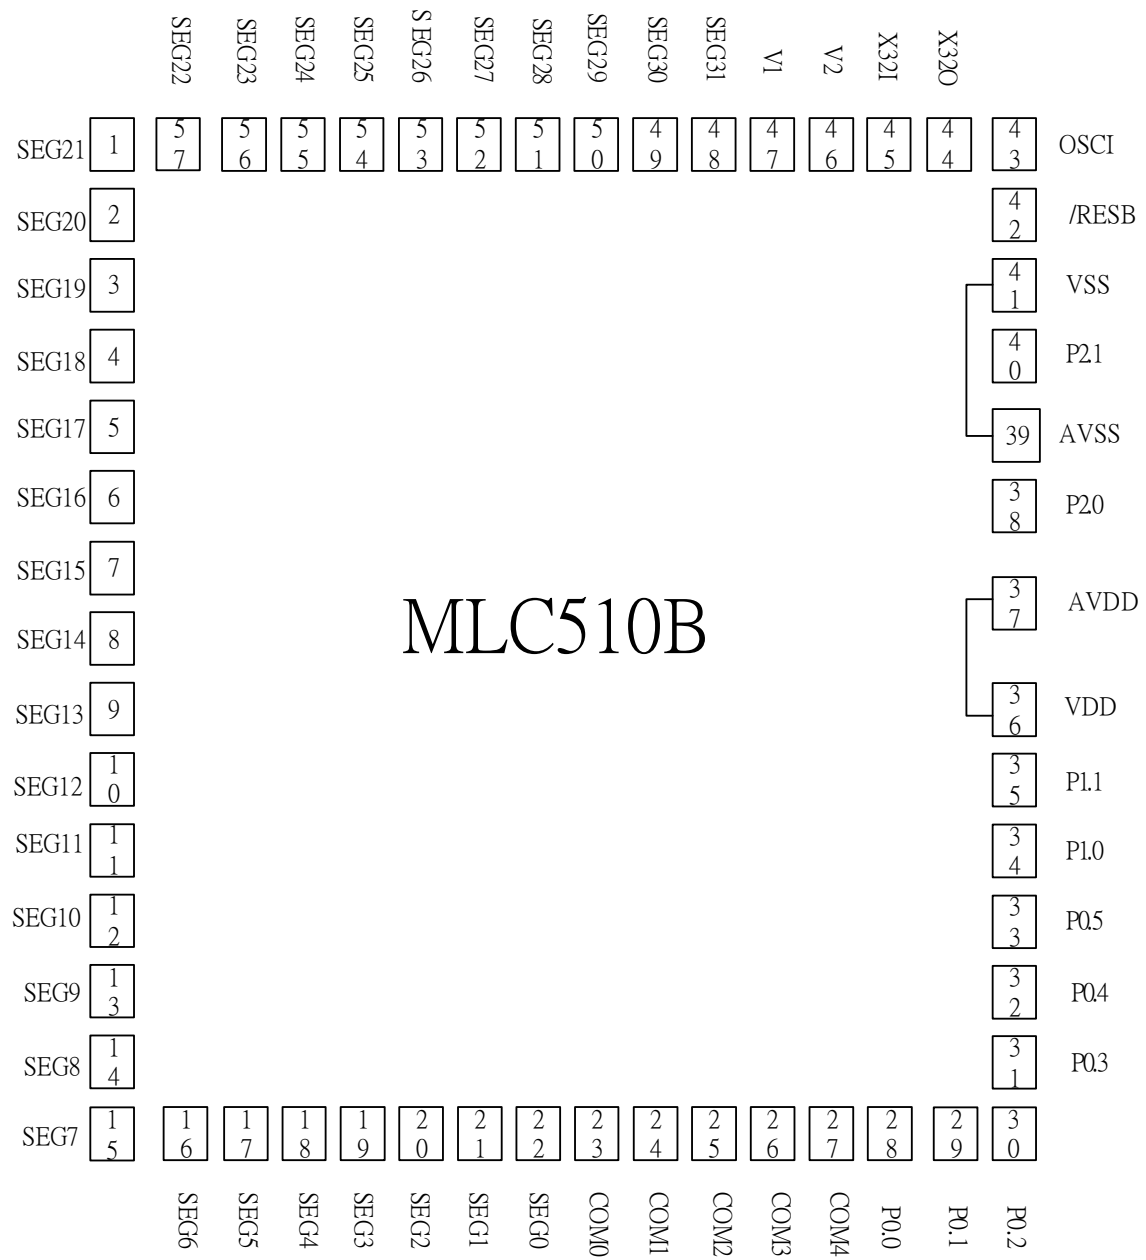 SEG22 SEG23 SEG24 SEG25 S EG26 SEG27 SEG28 SEG29 SEG30 SEG31 V1 V2 X32I X32O
SEG21 1 57 56 55 54 53 52 51 50 49 48 47 46 45 44 43 OSCI
SEG20 2 42 /RESB
SEG19 3 41 VSS
SEG18 4 40 P2.1
SEG17 5 39 AVSS
SEG16 6 38 P2.0
SEG15 7 37 AVDD
SEG14 8
MLC510B
SEG13 9 36 VDD
SEG12 10 35 P1.1
SEG11 11 34 P1.0
SEG10 12 33 P0.5
SEG9 13 32 P0.4
SEG8 14 31 P0.3
SEG7 15 16 17 18 19 20 21 22 23 24 25 26 27 28 29 30
SEG6 SEG5 SEG4 SEG3 SEG2 SEG1 SEG0 COM0 COM1 COM2 COM3 COM4 P0.0 P0.1 P0.2